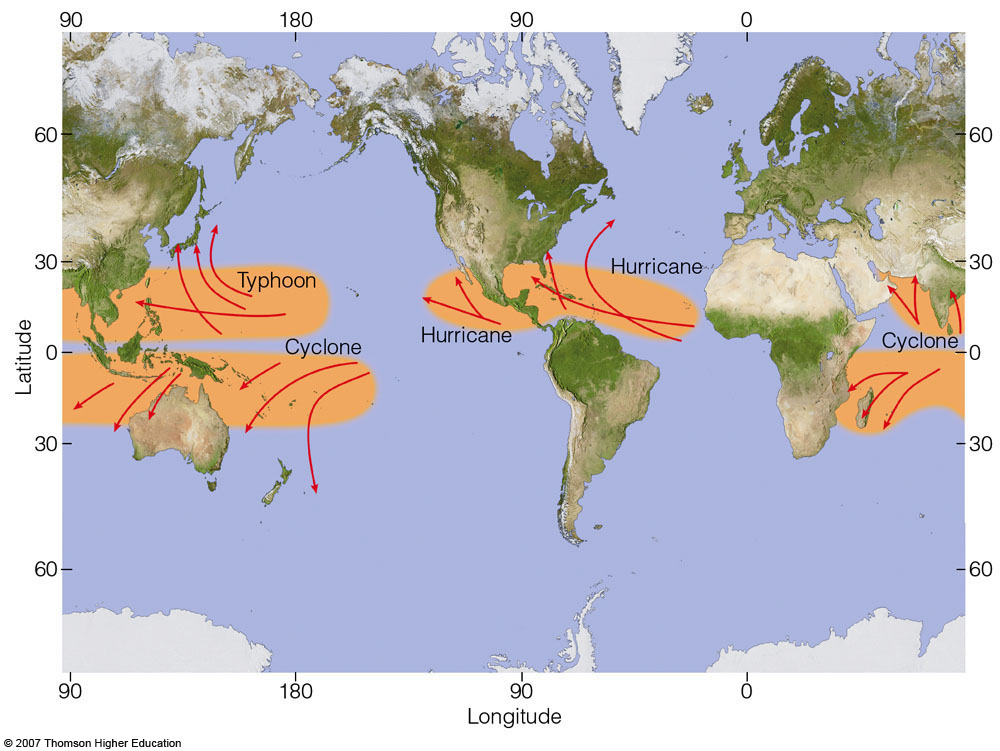 90 180 90 0
60 60
30 30
Hurricane
Typhoon
Hurricane
Cyclone
Cyclone
0 0
Latitude
30 30
60 60
90 180 90 0
Longitude
© 2007 Thomson Higher Education